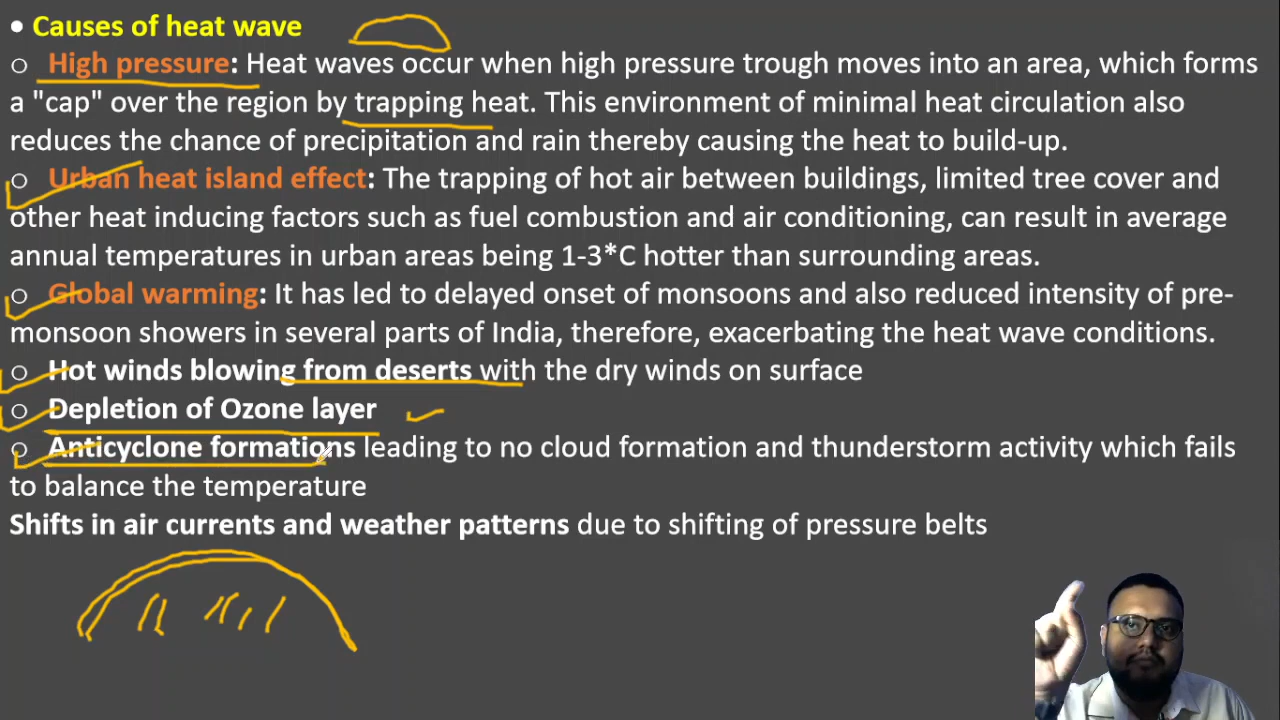 • Causes of heat wave
o High pressure: Heat waves occur when high pressure trough moves into an area, which forms
a "cap" over the region by trapping heat. This environment of minimal heat circulation also
reduces the chance of precipitation and rain thereby causing the heat to build-up.
o Urban heat island effect: The trapping of hot air between buildings, limited tree cover and
other heat inducing factors such as fuel combustion and air conditioning, can result in average
annual temperatures in urban areas being 1-3*C hotter than surrounding areas.
o Global warming: It has led to delayed onset of monsoons and also reduced intensity of pre-
monsoon showers in several parts of India, therefore, exacerbating the heat wave conditions.
o Hot winds blowing from deserts with the dry winds on surface
o Depletion of Ozone layer
o Anticyclone formations leading to no cloud formation and thunderstorm activity which fails
to balance the temperature
Shifts in air currents and weather patterns due to shifting of pressure belts